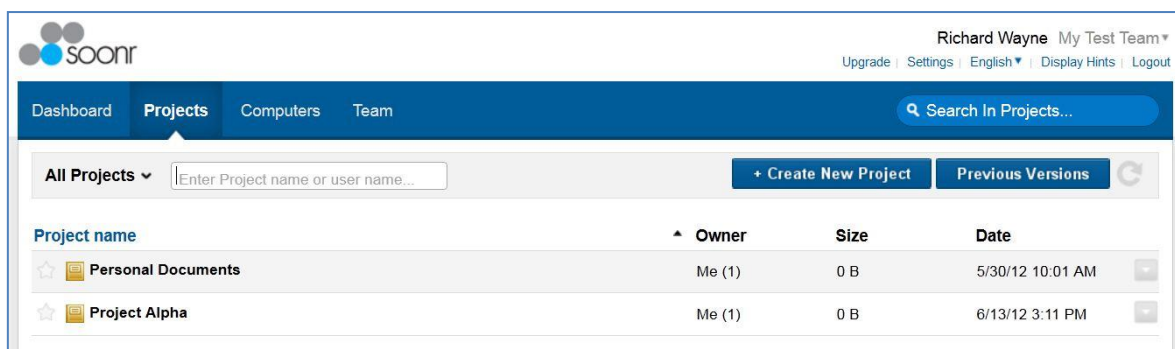 soonr
Richard Wayne My Test Team
Upgrade | Settings | English | Display Hints | Logout
Dashboard Projects Computers Team Search In Projects...
All Projects Enter Project name or user name... + Create New Project Previous Versions
Project name Owner Size Date
Personal Documents Me (1) 0 B 5/30/12 10:01 AM
Project Alpha Me (1) 0 B 6/13/12 3:11 PM